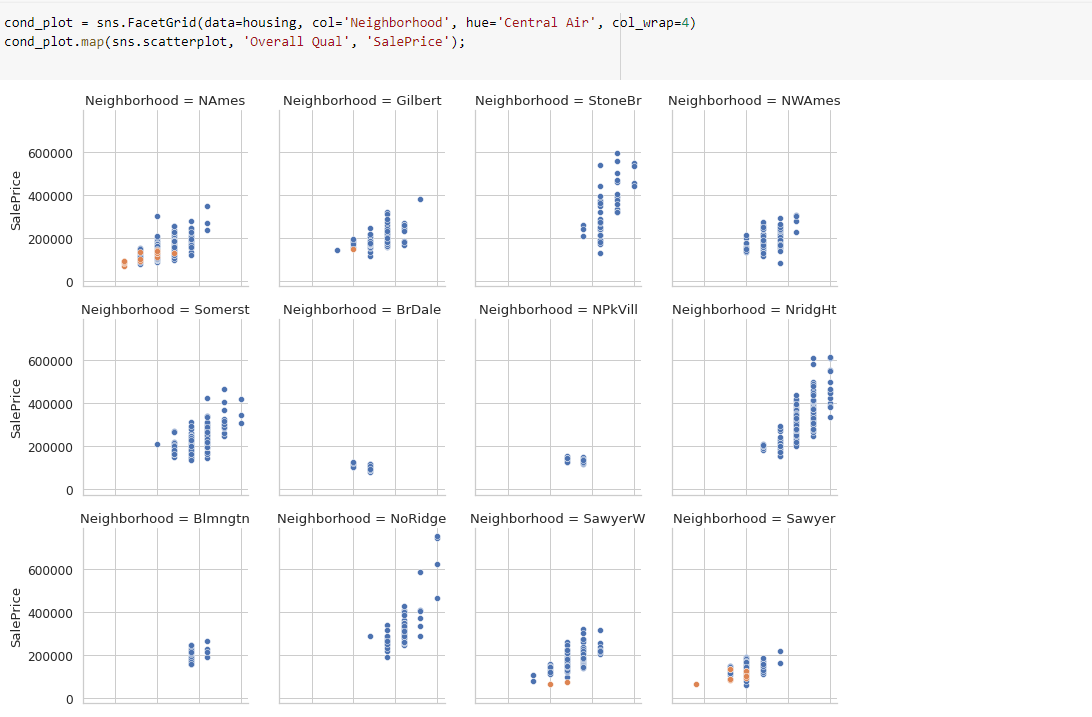 cond_plot = sns.FacetGrid(data=housing, col='Neighborhood', hue='Central Air', col_wrap=4)
cond_plot.map(sns.scatterplot, 'Overall Qual', 'SalePrice');
Neighborhood = NAmes
Neighborhood = Gilbert
Neighborhood = StoneBr
Neighborhood = NWAmes
SalePrice
600000
400000
200000
0
Neighborhood = Somerst
Neighborhood = BrDale
Neighborhood = NPkVill
Neighborhood = NridgHt
SalePrice
600000
400000
200000
0
Neighborhood = Blmngtn
Neighborhood = NoRidge
Neighborhood = SawyerW
Neighborhood = Sawyer
SalePrice
600000
400000
200000
0